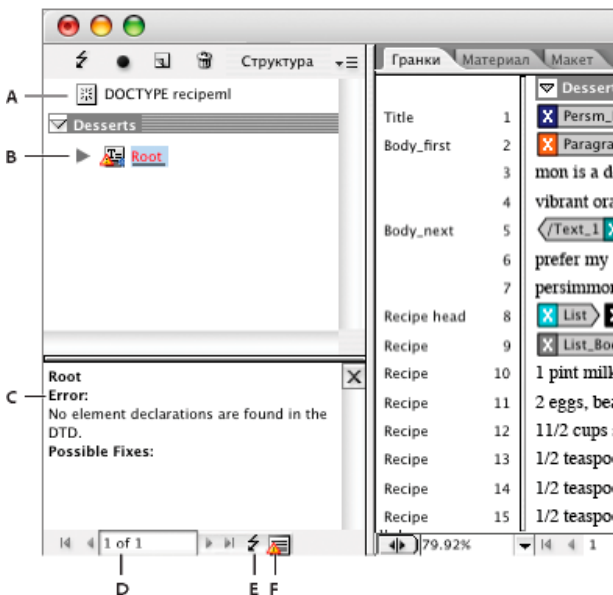 Структура
A
DOCTYPE recipeml
Desserts
B
Root
Root
C
Error:
No element declarations are found in the
DTD.
Possible Fixes:
1 of 1
D
E F
Гранки Материал Макет
Title 1
Body_first 2
3 mon is a d
4 vibrant ora
Body_next 5 /Text_1
6 prefer my
7 persimmon
Recipe head 8 List
Recipe 9 List_Bo
Recipe 10 1 pint milk
Recipe 11 2 eggs, bea
Recipe 12 11/2 cups
Recipe 13 1/2 teaspo
Recipe 14 1/2 teaspo
Recipe 15 1/2 teaspo
79.92% 1